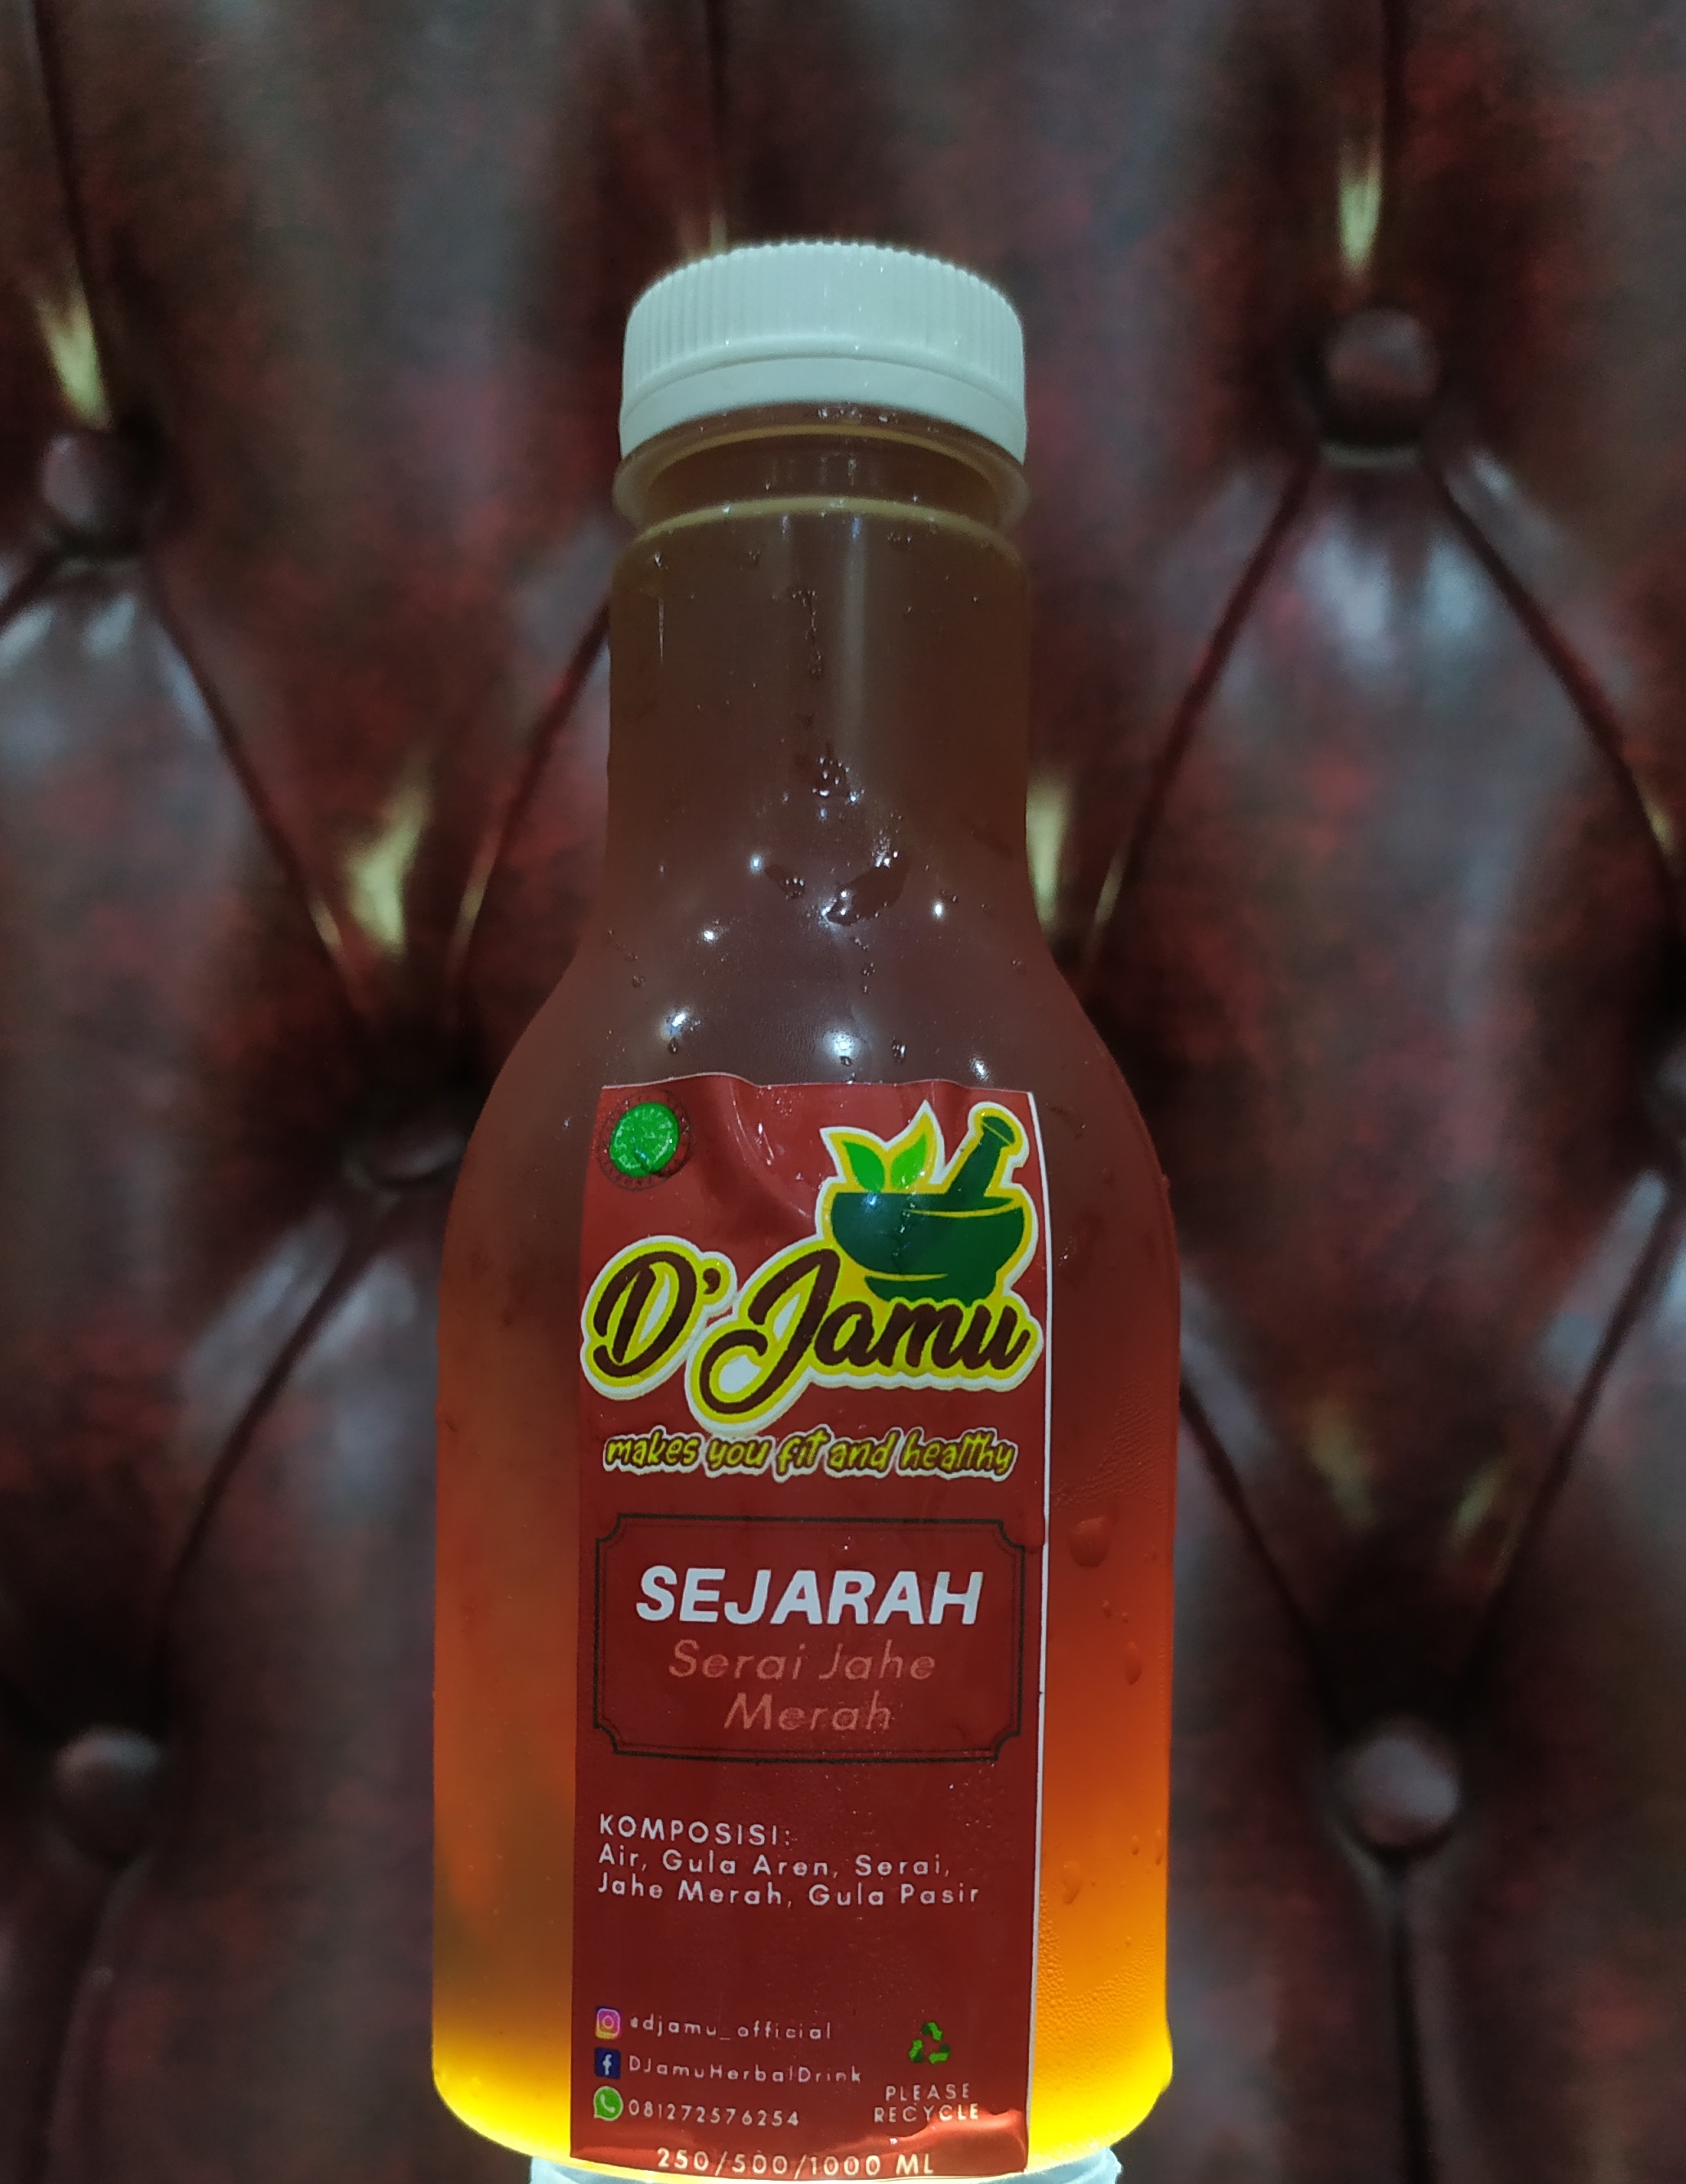 D'Jamu
makes you fit and healthy
SEJARAH
Serai Jahe
Merah
KOMPOSISI:
Air, Gula Aren, Serai,
Jahe Merah, Gula Pasir
@djamu_official
DJamuHerbalDrink
081272576254
PLEASE
RECYCLE
250/500/1000 ML